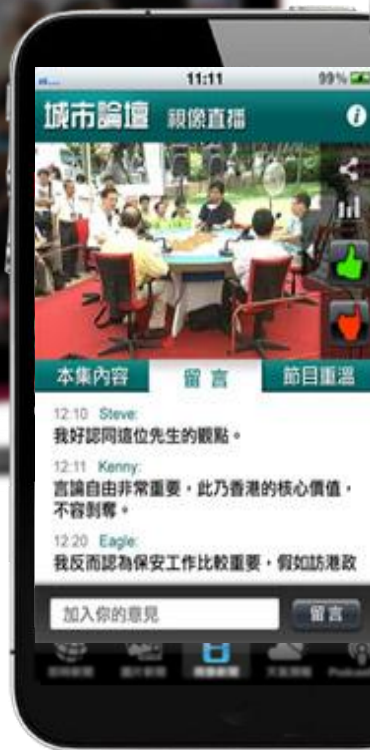 11:11
99%
城市論壇 視像直播
本集內容
留言
節目重溫
12:10 Steve:
我好認同這位先生的觀點。
12:11 Kenny:
言論自由非常重要，此乃香港的核心價值，
不容剝奪。
12:20 Eagle:
我反而認為保安工作比較重要，假如訪港政
加入你的意見
留言